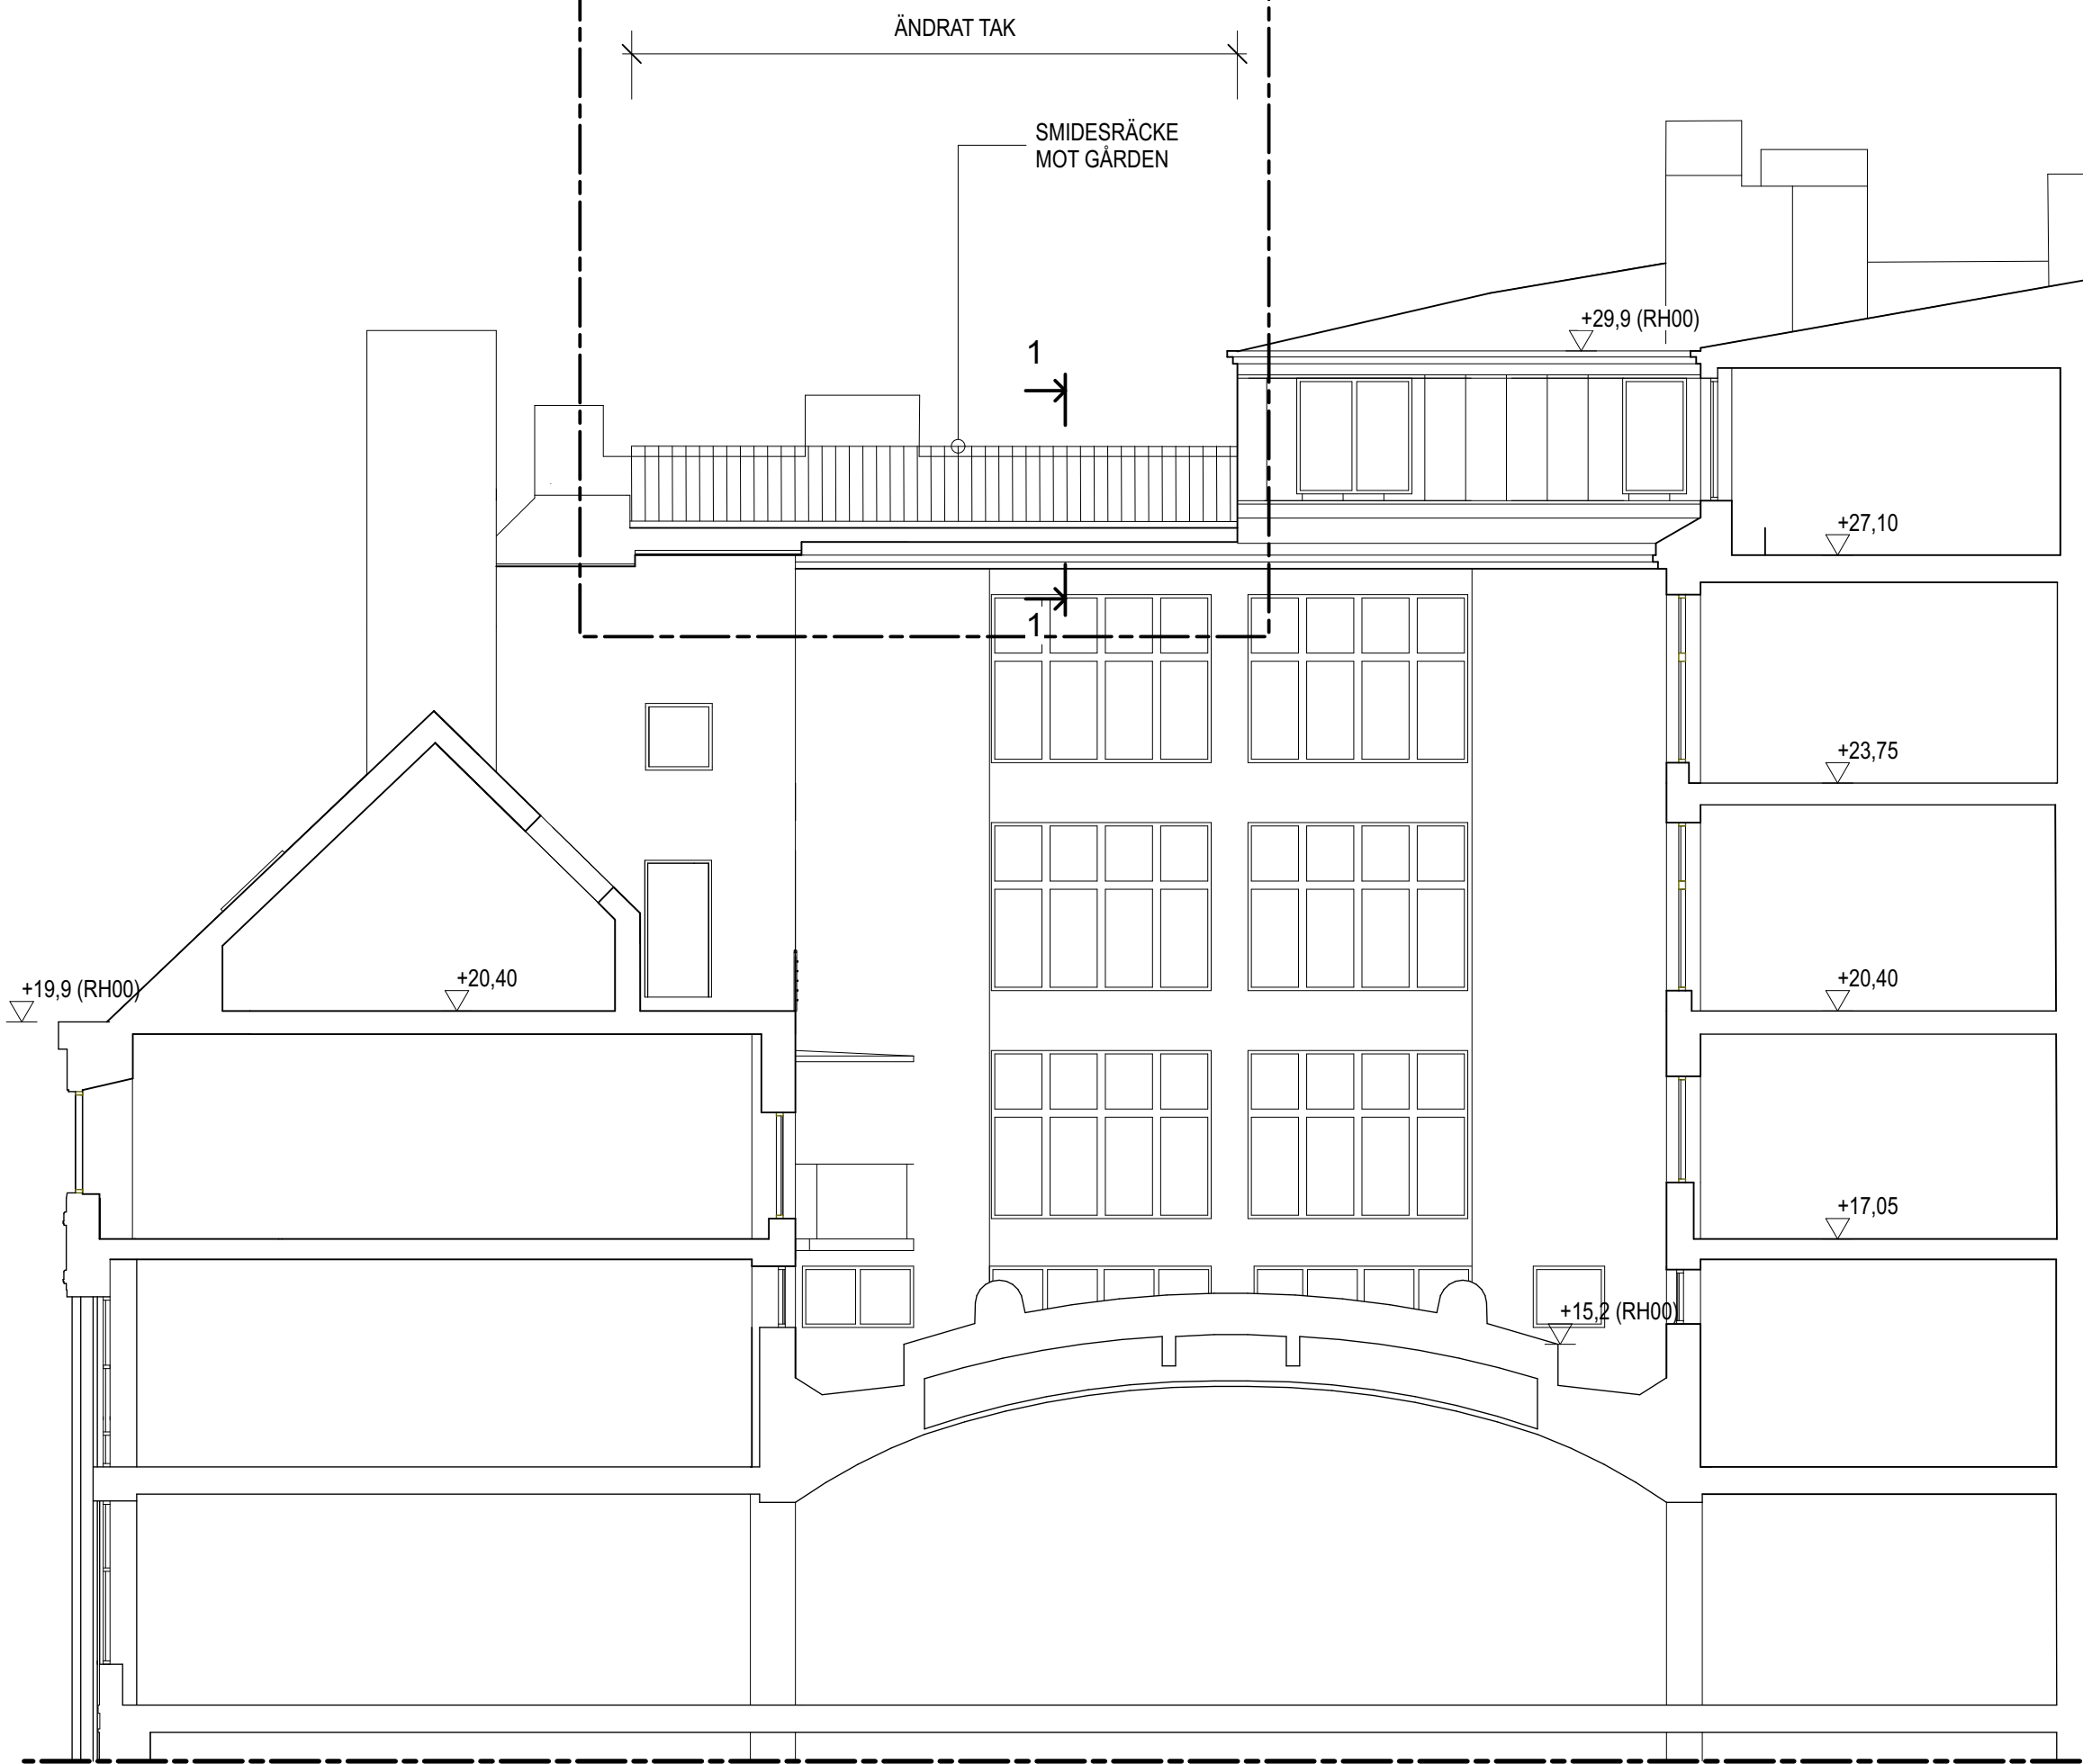 ÄNDRAT TAK
SMIDESRÄCKE
MOT GÅRDEN
+29,9 (RH00)
1
+27,10
1
+23,75
+20,40
+19,9 (RH00)
+20,40
+17,05
+15,2 (RH00)